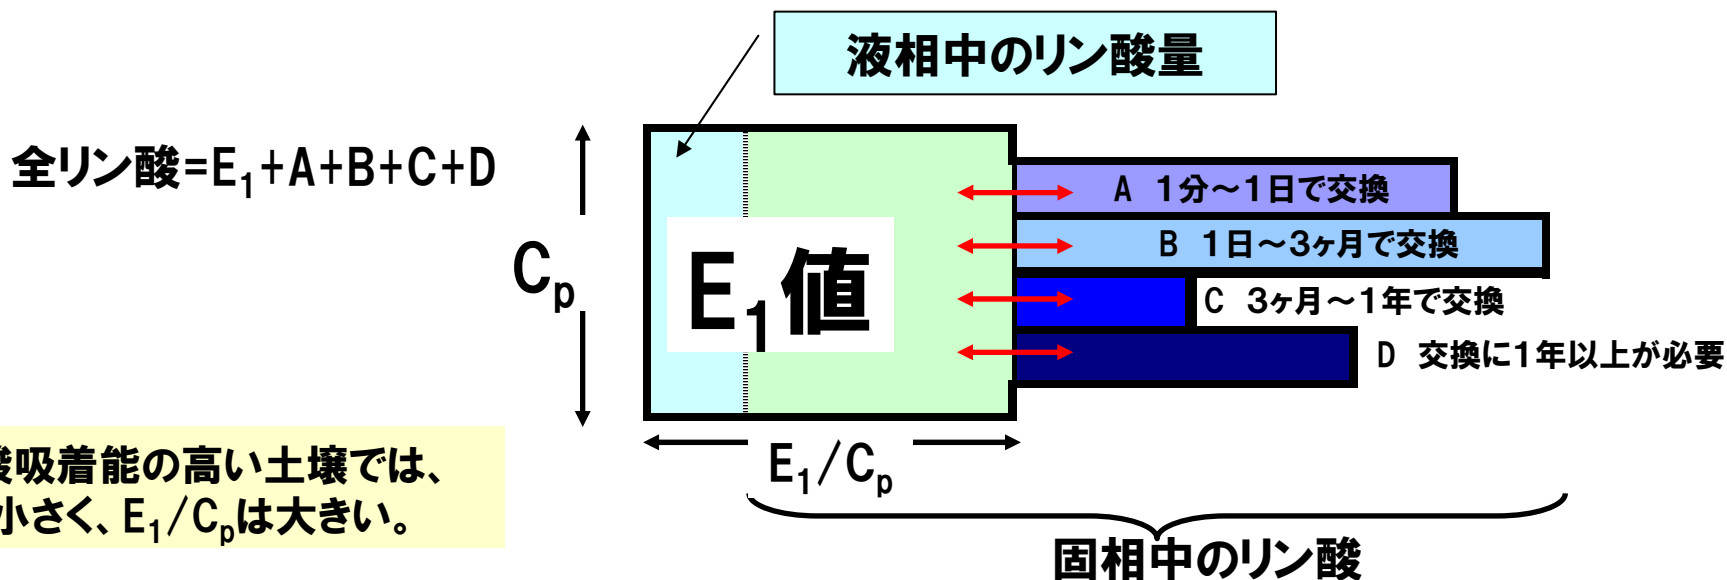 液相中のリン酸量
全リン酸=E₁+A+B+C+D
Cₚ
E₁値
A 1分～1日で交換
B 1日～3ヶ月で交換
C 3ヶ月～1年で交換
D 交換に1年以上が必要
E₁/Cₚ
酸吸着能の高い土壌では、
小さく、E₁/Cₚは大きい。
固相中のリン酸